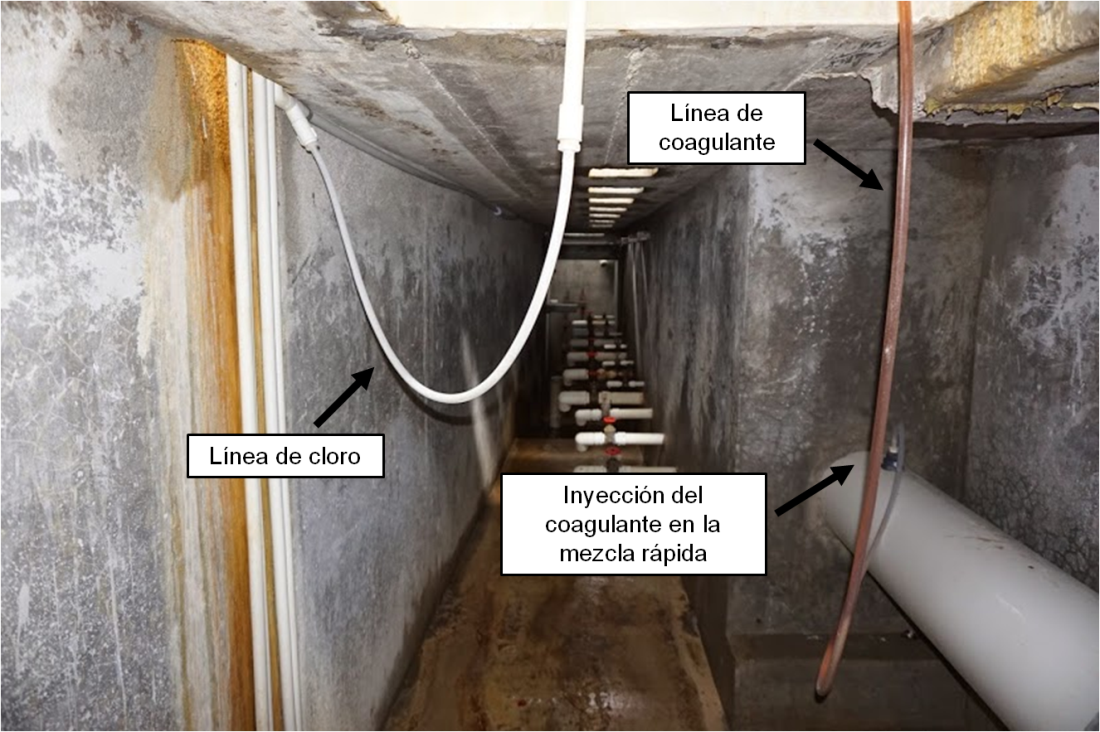 Línea de
coagulante
Línea de cloro
Inyección del
coagulante en la
mezcla rápida